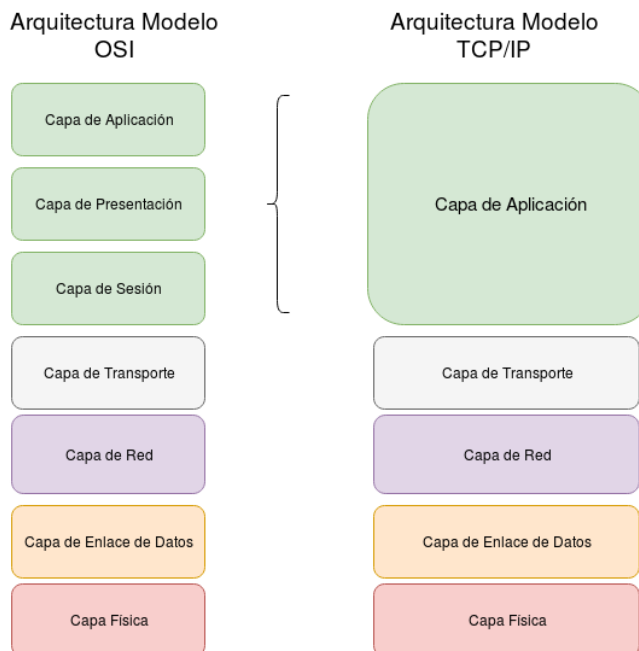 Arquitectura Modelo
OSI
Capa de Aplicación
Capa de Presentación
Capa de Sesión
Capa de Transporte
Capa de Red
Capa de Enlace de Datos
Capa Física
Arquitectura Modelo
TCP/IP
Capa de Aplicación
Capa de Transporte
Capa de Red
Capa de Enlace de Datos
Capa Física